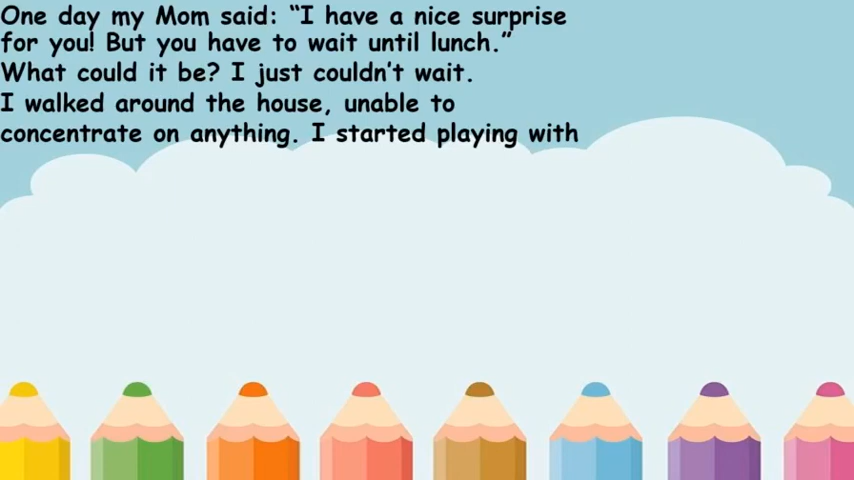 One day my Mom said: “I have a nice surprise
for you! But you have to wait until lunch.”
What could it be? I just couldn’t wait.
I walked around the house, unable to
concentrate on anything. I started playing with